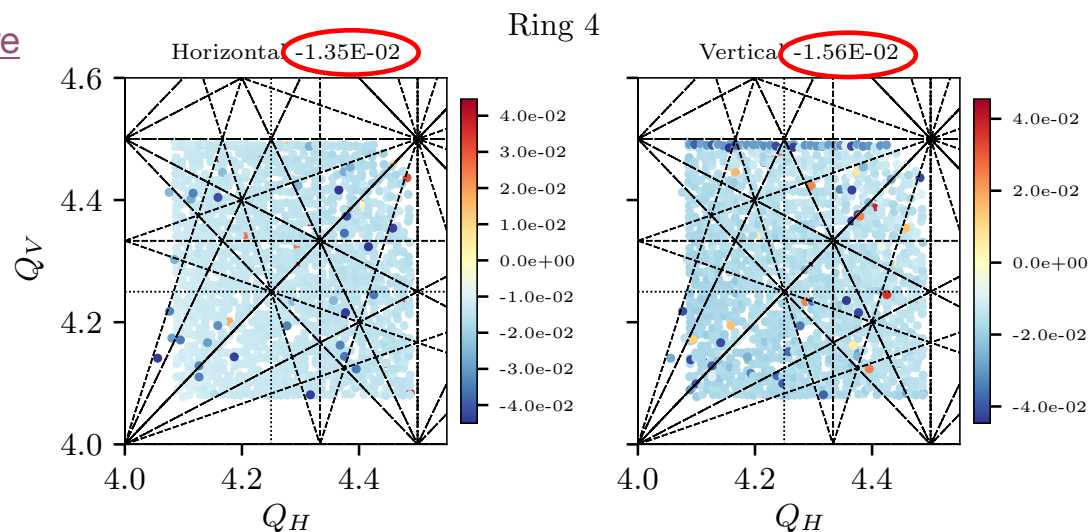 re
Ring 4
Horizontal -1.35E-02
Vertical -1.56E-02
4.6
4.4
4.2
4.0
Q_V
4.0 4.2 4.4
Q_H
4.0e-02
3.0e-02
2.0e-02
1.0e-02
0.0e+00
-1.0e-02
-2.0e-02
-3.0e-02
-4.0e-02
4.0 4.2 4.4
Q_H
4.0e-02
2.0e-02
0.0e+00
-2.0e-02
-4.0e-02